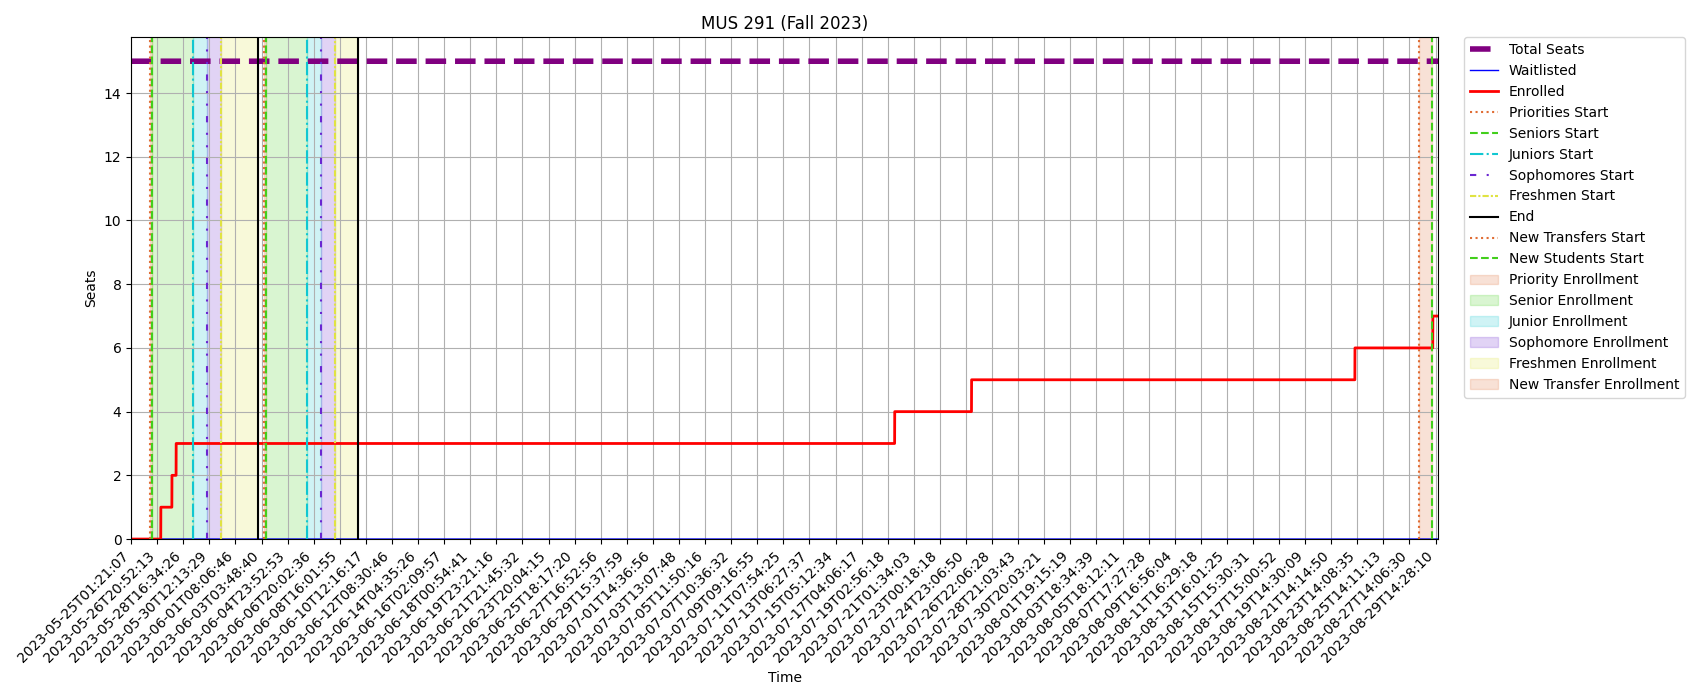 MUS 291 (Fall 2023)
Seats
14
12
10
8
6
4
2
0
2023-05-25T01:21:07
2023-05-26T20:52:13
2023-05-28T16:34:26
2023-05-30T12:13:29
2023-06-01T08:06:46
2023-06-03T03:48:40
2023-06-04T23:52:53
2023-06-06T20:02:36
2023-06-08T16:01:55
2023-06-10T12:16:17
2023-06-12T08:30:46
2023-06-14T04:35:26
2023-06-16T02:09:57
2023-06-18T00:54:41
2023-06-19T23:21:16
2023-06-21T21:45:32
2023-06-23T20:04:15
2023-06-25T18:17:20
2023-06-27T16:52:56
2023-06-29T15:37:59
2023-07-01T14:36:56
2023-07-03T13:07:48
2023-07-05T11:50:16
2023-07-07T10:36:32
2023-07-09T09:16:55
2023-07-11T07:54:25
2023-07-13T06:27:37
2023-07-15T05:12:34
2023-07-17T04:06:17
2023-07-19T02:56:18
2023-07-21T01:34:03
2023-07-23T00:18:18
2023-07-24T23:06:50
2023-07-26T22:06:28
2023-07-28T21:03:43
2023-07-30T20:03:21
2023-08-01T19:15:19
2023-08-03T18:34:39
2023-08-05T18:12:11
2023-08-07T17:27:28
2023-08-09T16:56:04
2023-08-11T16:29:18
2023-08-13T16:01:25
2023-08-15T15:30:31
2023-08-17T15:00:52
2023-08-19T14:30:09
2023-08-21T14:14:50
2023-08-23T14:08:35
2023-08-25T14:11:13
2023-08-27T14:06:30
2023-08-29T14:28:10
Time
Total Seats
Waitlisted
Enrolled
Priorities Start
Seniors Start
Juniors Start
Sophomores Start
Freshmen Start
End
New Transfers Start
New Students Start
Priority Enrollment
Senior Enrollment
Junior Enrollment
Sophomore Enrollment
Freshmen Enrollment
New Transfer Enrollment